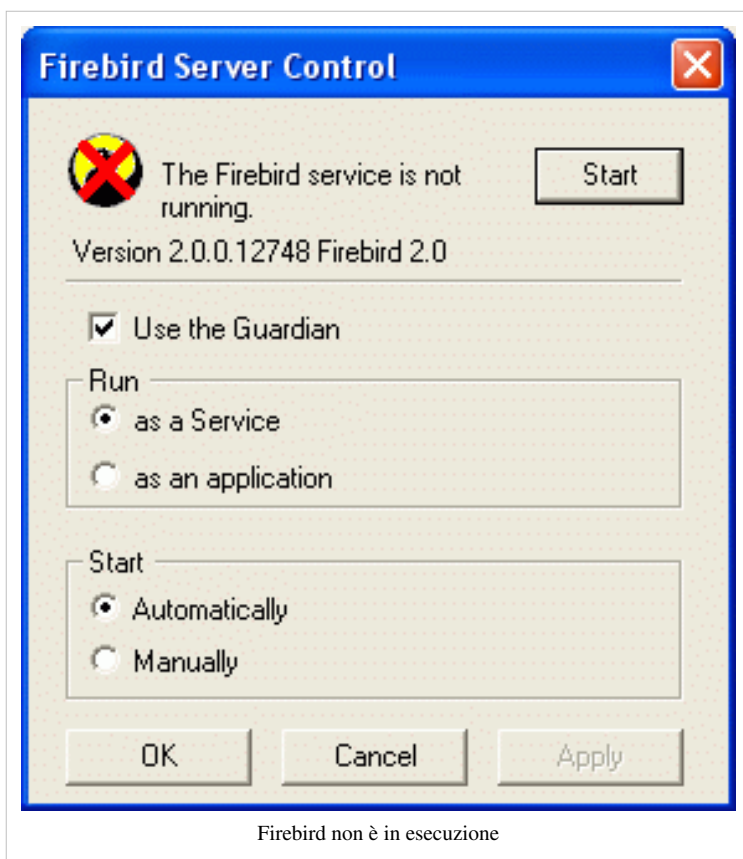 Firebird Server Control
The Firebird service is not
running.
Start
Version 2.0.0.12748 Firebird 2.0
Use the Guardian
Run
as a Service
as an application
Start
Automatically
Manually
OK
Cancel
Apply
Firebird non è in esecuzione